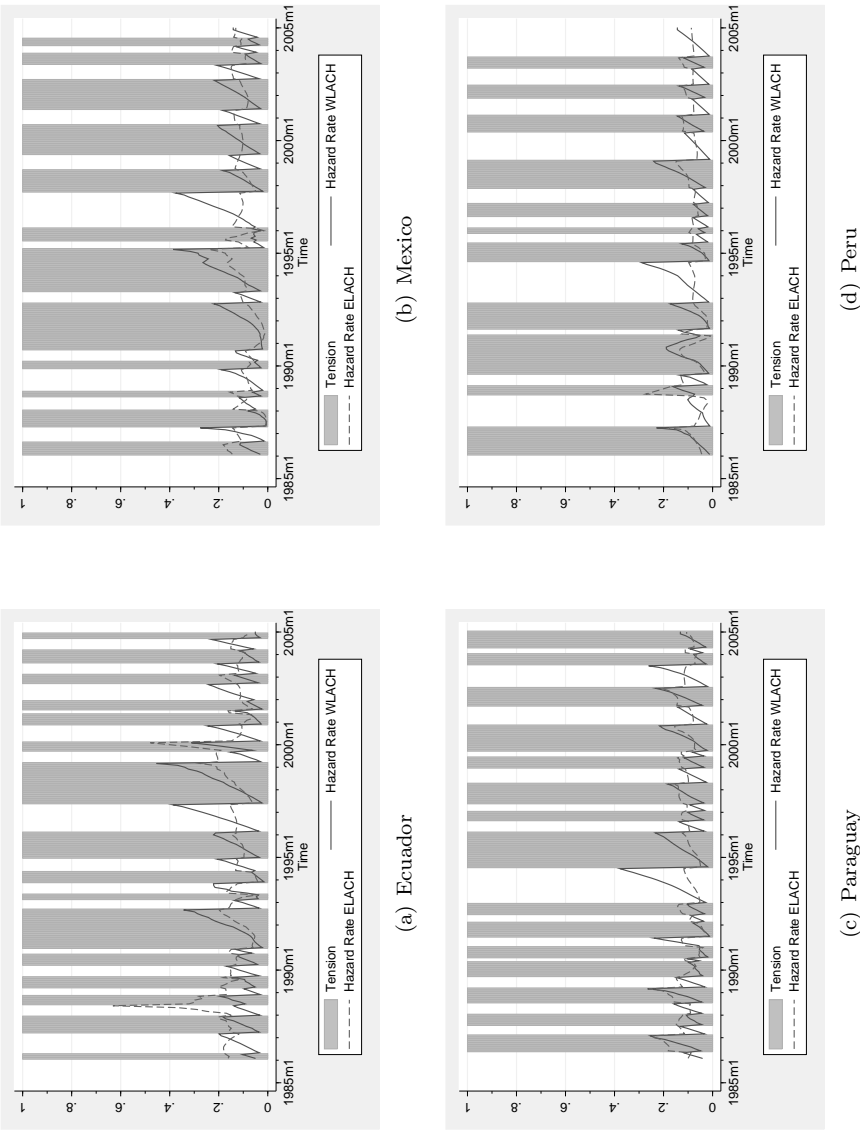 1
.8
.6
.4
.2
0
1985m1
1990m1
1995m1
2000m1
2005m1
Time
Tension
Hazard Rate WLACH
Hazard Rate ELACH
(a) Ecuador
1
.8
.6
.4
.2
0
1985m1
1990m1
1995m1
2000m1
2005m1
Time
Tension
Hazard Rate WLACH
Hazard Rate ELACH
(b) Mexico
1
.8
.6
.4
.2
0
1985m1
1990m1
1995m1
2000m1
2005m1
Time
Tension
Hazard Rate WLACH
Hazard Rate ELACH
(c) Paraguay
1
.8
.6
.4
.2
0
1985m1
1990m1
1995m1
2000m1
2005m1
Time
Tension
Hazard Rate WLACH
Hazard Rate ELACH
(d) Peru